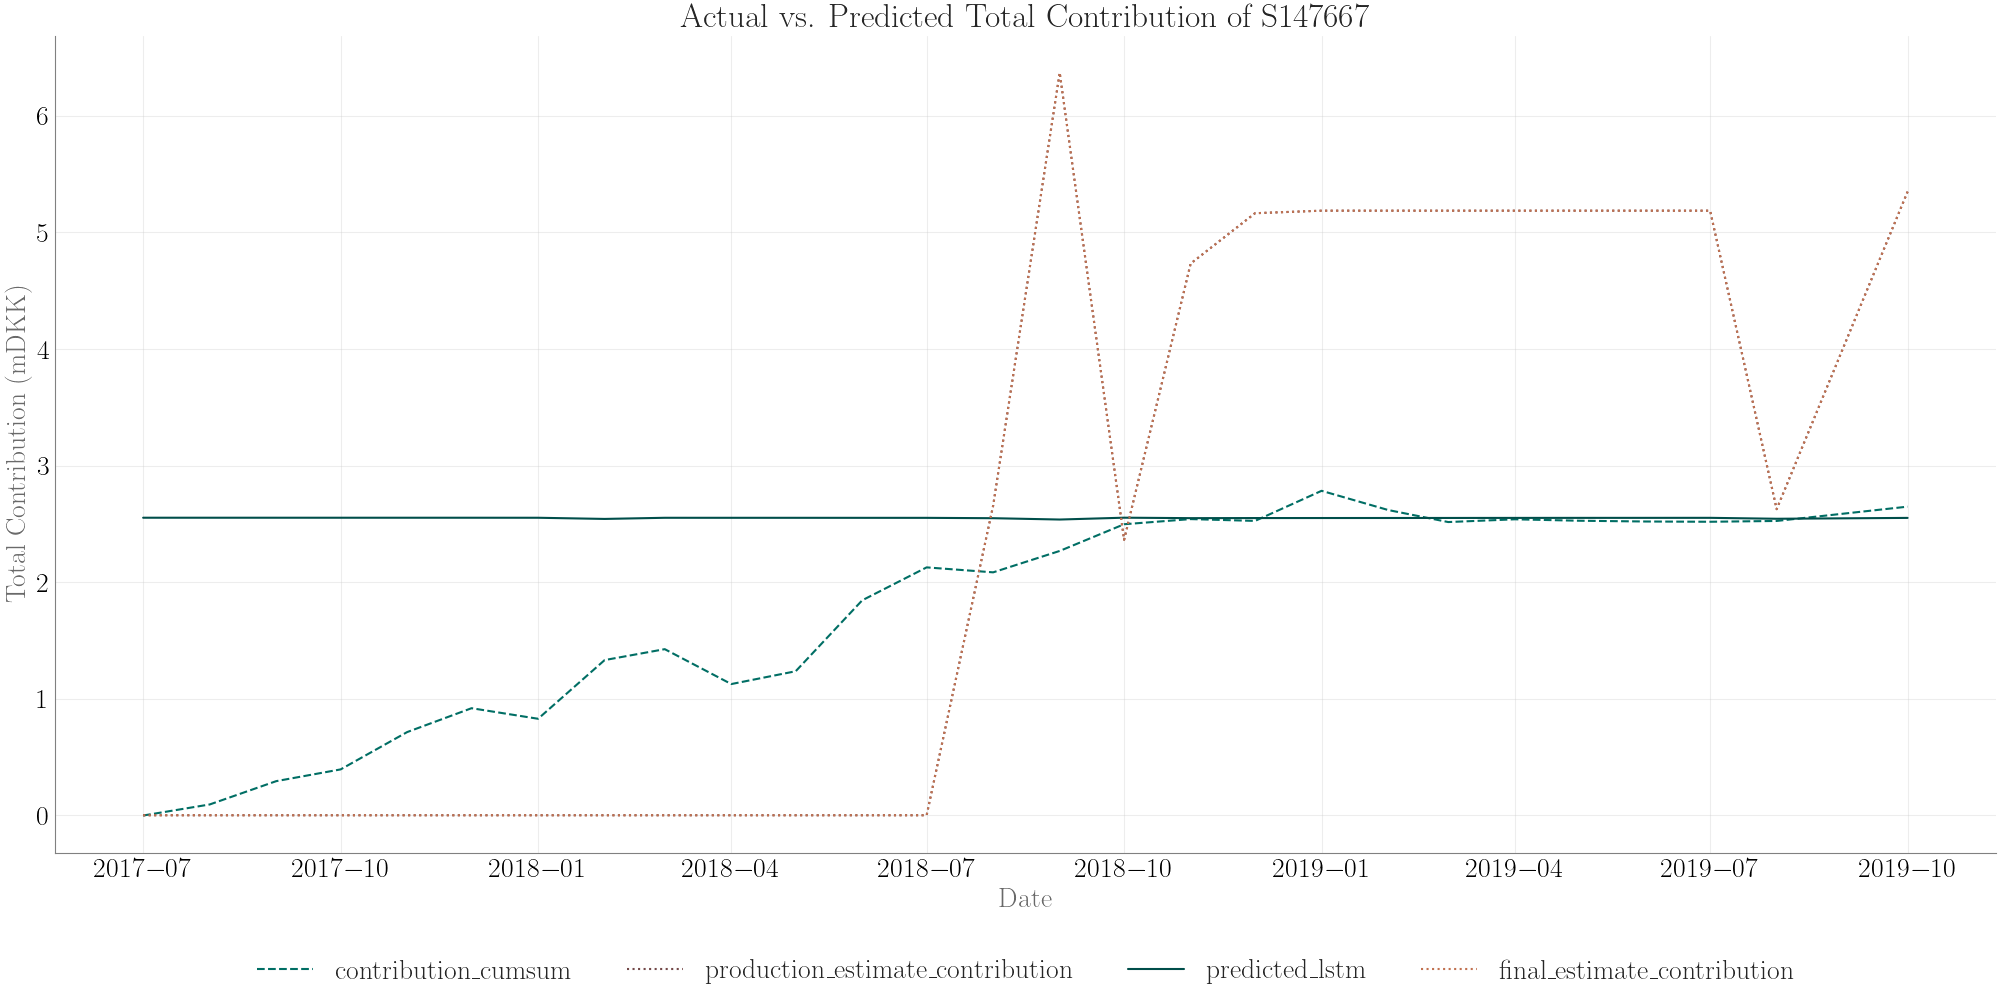 Actual vs. Predicted Total Contribution of S147667
Total Contribution (mDKK)
6
5
4
3
2
1
0
2017–07 2017–10 2018–01 2018–04 2018–07 2018–10 2019–01 2019–04 2019–07 2019–10
Date
contribution_cumsum production_estimate_contribution predicted_lstm final_estimate_contribution